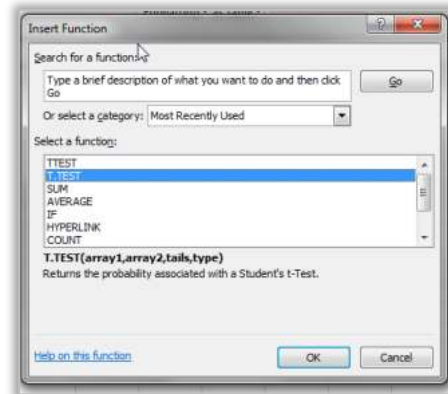 Insert Function
Search for a function:
Type a brief description of what you want to do and then click
Go
Go
Or select a category: Most Recently Used
Select a function:
TTEST
T.TEST
SUM
AVERAGE
IF
HYPERLINK
COUNT
T.TEST(array1,array2,tails,type)
Returns the probability associated with a Student's t-Test.
Help on this function
OK
Cancel